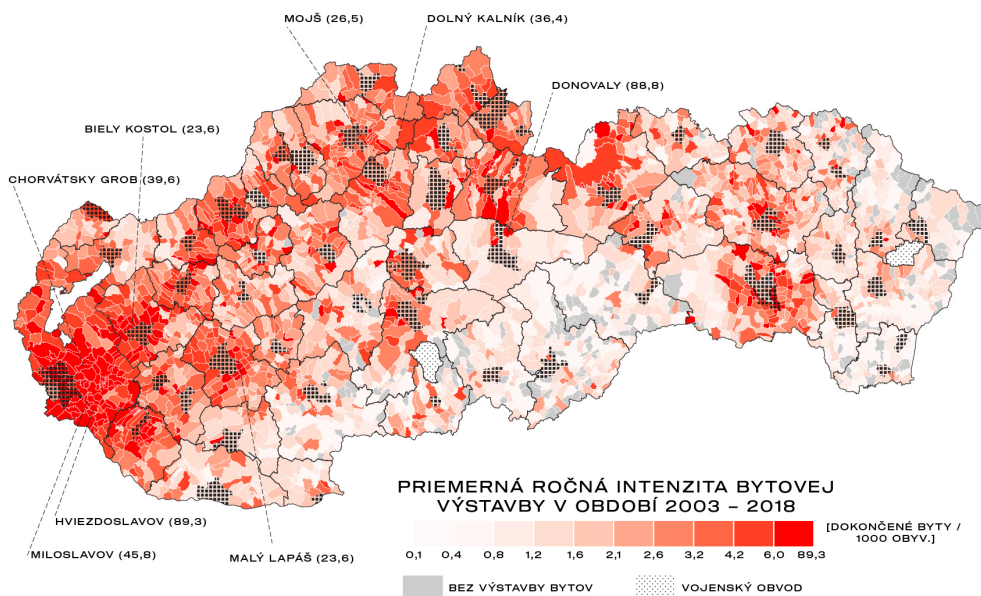 MOJŠ (26,5)
DOLNÝ KALNÍK (36,4)
DONOVALY (88,8)
BIELY KOSTOL (23,6)
CHORVÁTSKY GROB (39,6)
HVIEZDOSLAVOV (89,3)
MILOSLAVOV (45,8)
MALÝ LAPÁŠ (23,6)
PRIEMERNÁ ROČNÁ INTENZITA BYTOVEJ
VÝSTAVBY V OBDOBÍ 2003 – 2018
[DOKONČENÉ BYTY /
1000 OBYV.]
0,1 0,4 0,8 1,2 1,6 2,1 2,6 3,2 4,2 6,0 89,3
BEZ VÝSTAVBY BYTOV
VOJENSKÝ OBVOD